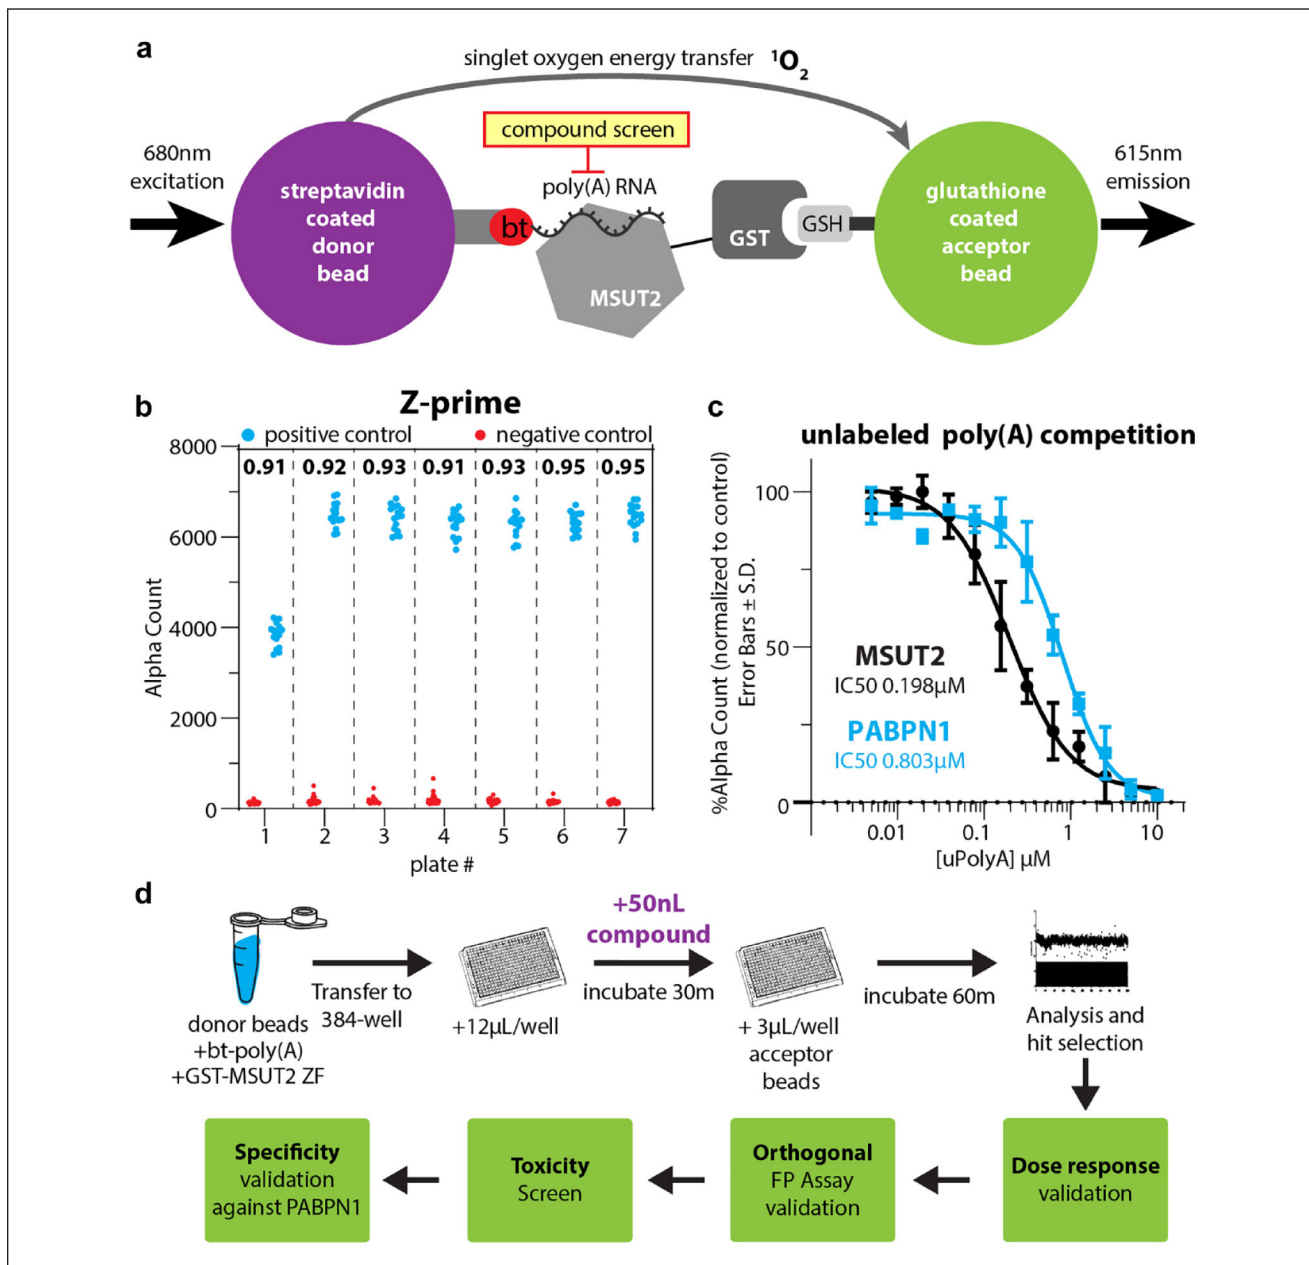 a
singlet oxygen energy transfer ¹O₂
compound screen
680nm
excitation
poly(A) RNA
615nm
emission
streptavidin
coated
donor
bead
bt
MSUT2
GST
GSH
glutathione
coated
acceptor
bead
b
Z-prime
positive control
negative control
0.91 0.92 0.93 0.91 0.93 0.95 0.95
Alpha Count
8000
6000
4000
2000
0
1 2 3 4 5 6 7
plate #
c
unlabeled poly(A) competition
%Alpha Count (normalized to control)
Error Bars ± S.D.
100
50
0
MSUT2
IC50 0.198µM
PABPN1
IC50 0.803µM
0.01 0.1 1 10
[uPolyA] µM
d
donor beads
+bt-poly(A)
+GST-MSUT2 ZF
Transfer to
384-well
+12µL/well
+50nL
compound
incubate 30m
+ 3µL/well
acceptor
beads
incubate 60m
Analysis and
hit selection
Specificity
validation
against PABPN1
Toxicity
Screen
Orthogonal
FP Assay
validation
Dose response
validation